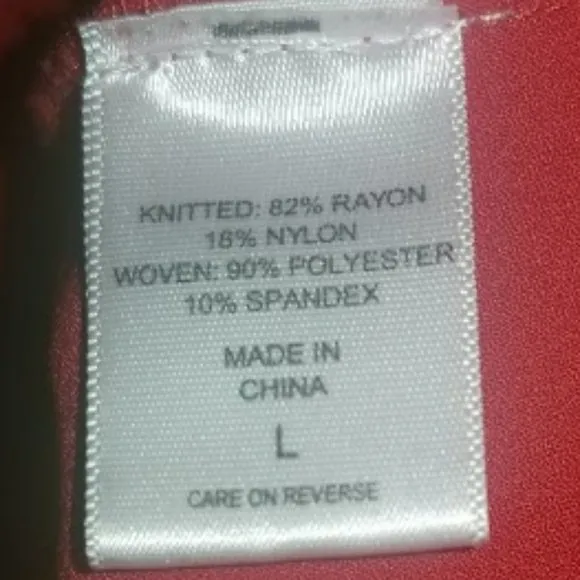 KNITTED: 82% RAYON
18% NYLON
WOVEN: 90% POLYESTER
10% SPANDEX
MADE IN
CHINA
L
CARE ON REVERSE